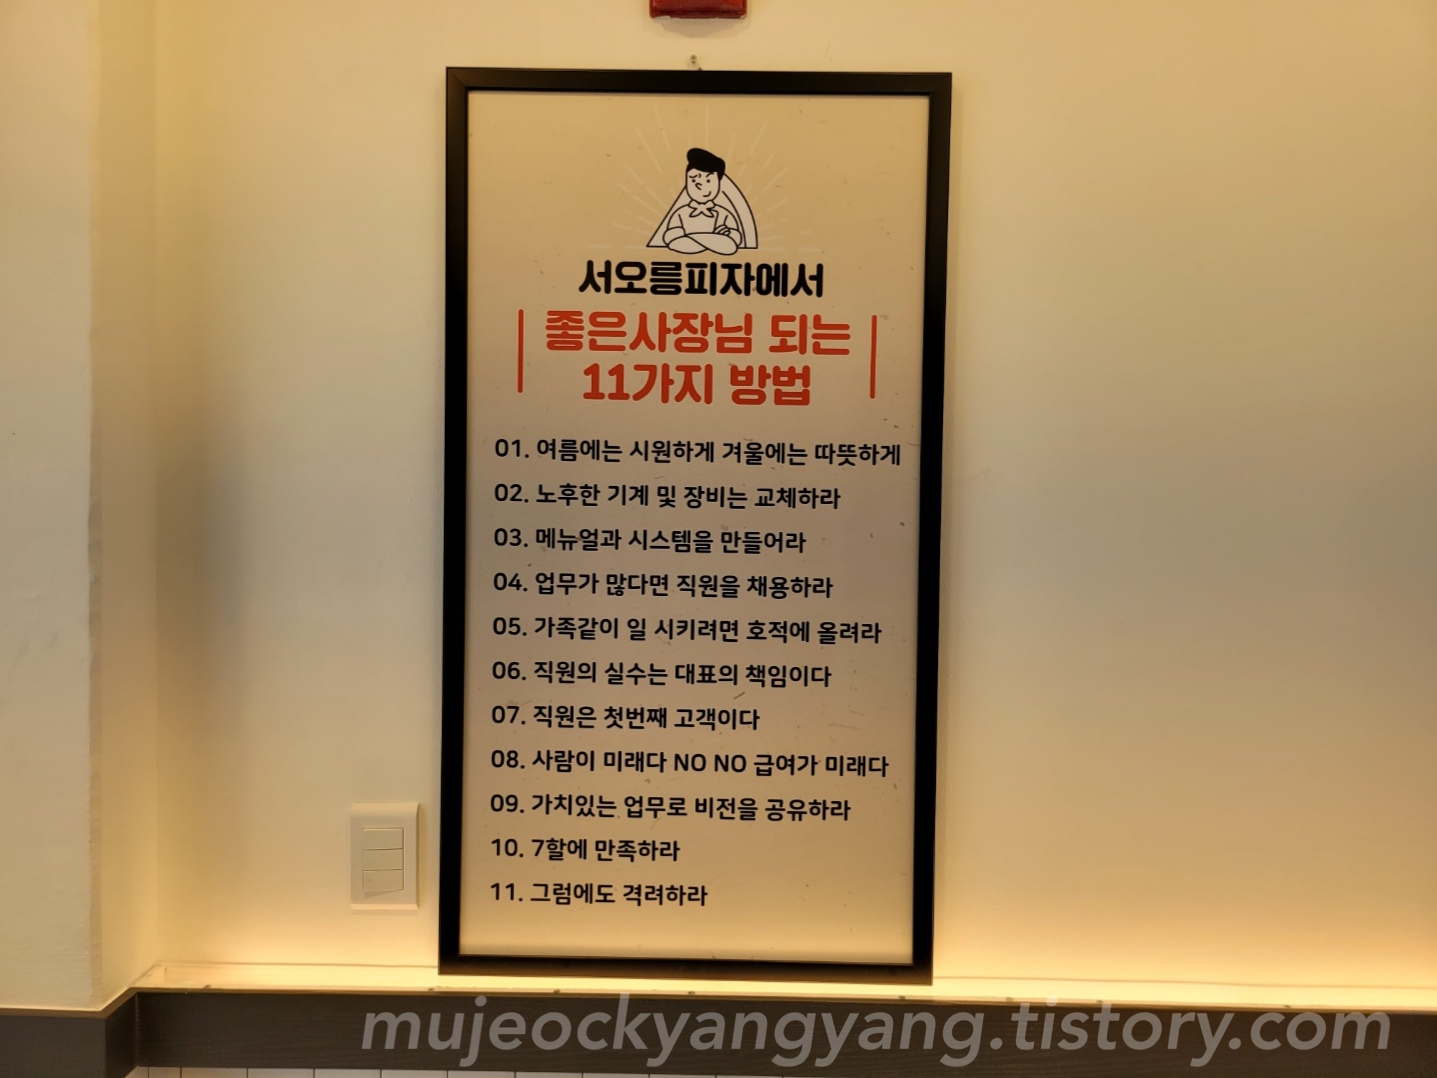 서오릉피자에서
좋은사장님 되는
11가지 방법
01. 여름에는 시원하게 겨울에는 따뜻하게
02. 노후한 기계 및 장비는 교체하라
03. 메뉴얼과 시스템을 만들어라
04. 업무가 많다면 직원을 채용하라
05. 가족같이 일 시키려면 호적에 올려라
06. 직원의 실수는 대표의 책임이다
07. 직원은 첫번째 고객이다
08. 사람이 미래다 NO NO 급여가 미래다
09. 가치있는 업무로 비전을 공유하라
10. 7할에 만족하라
11. 그럼에도 격려하라
mujeockyangyang.tistory.com